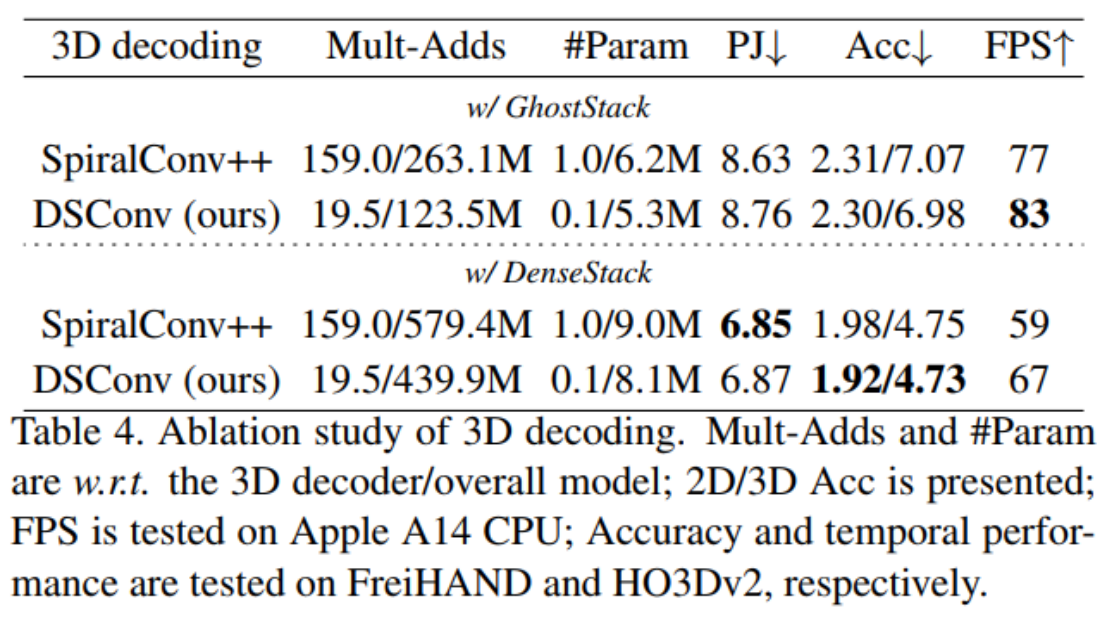 3D decoding Mult-Adds #Param PJ↓ Acc↓ FPS↑
w/ GhostStack
SpiralConv++ 159.0/263.1M 1.0/6.2M 8.63 2.31/7.07 77
DSConv (ours) 19.5/123.5M 0.1/5.3M 8.76 2.30/6.98 83
w/ DenseStack
SpiralConv++ 159.0/579.4M 1.0/9.0M 6.85 1.98/4.75 59
DSConv (ours) 19.5/439.9M 0.1/8.1M 6.87 1.92/4.73 67
Table 4. Ablation study of 3D decoding. Mult-Adds and #Param
are w.r.t. the 3D decoder/overall model; 2D/3D Acc is presented;
FPS is tested on Apple A14 CPU; Accuracy and temporal perfor-
mance are tested on FreiHAND and HO3Dv2, respectively.